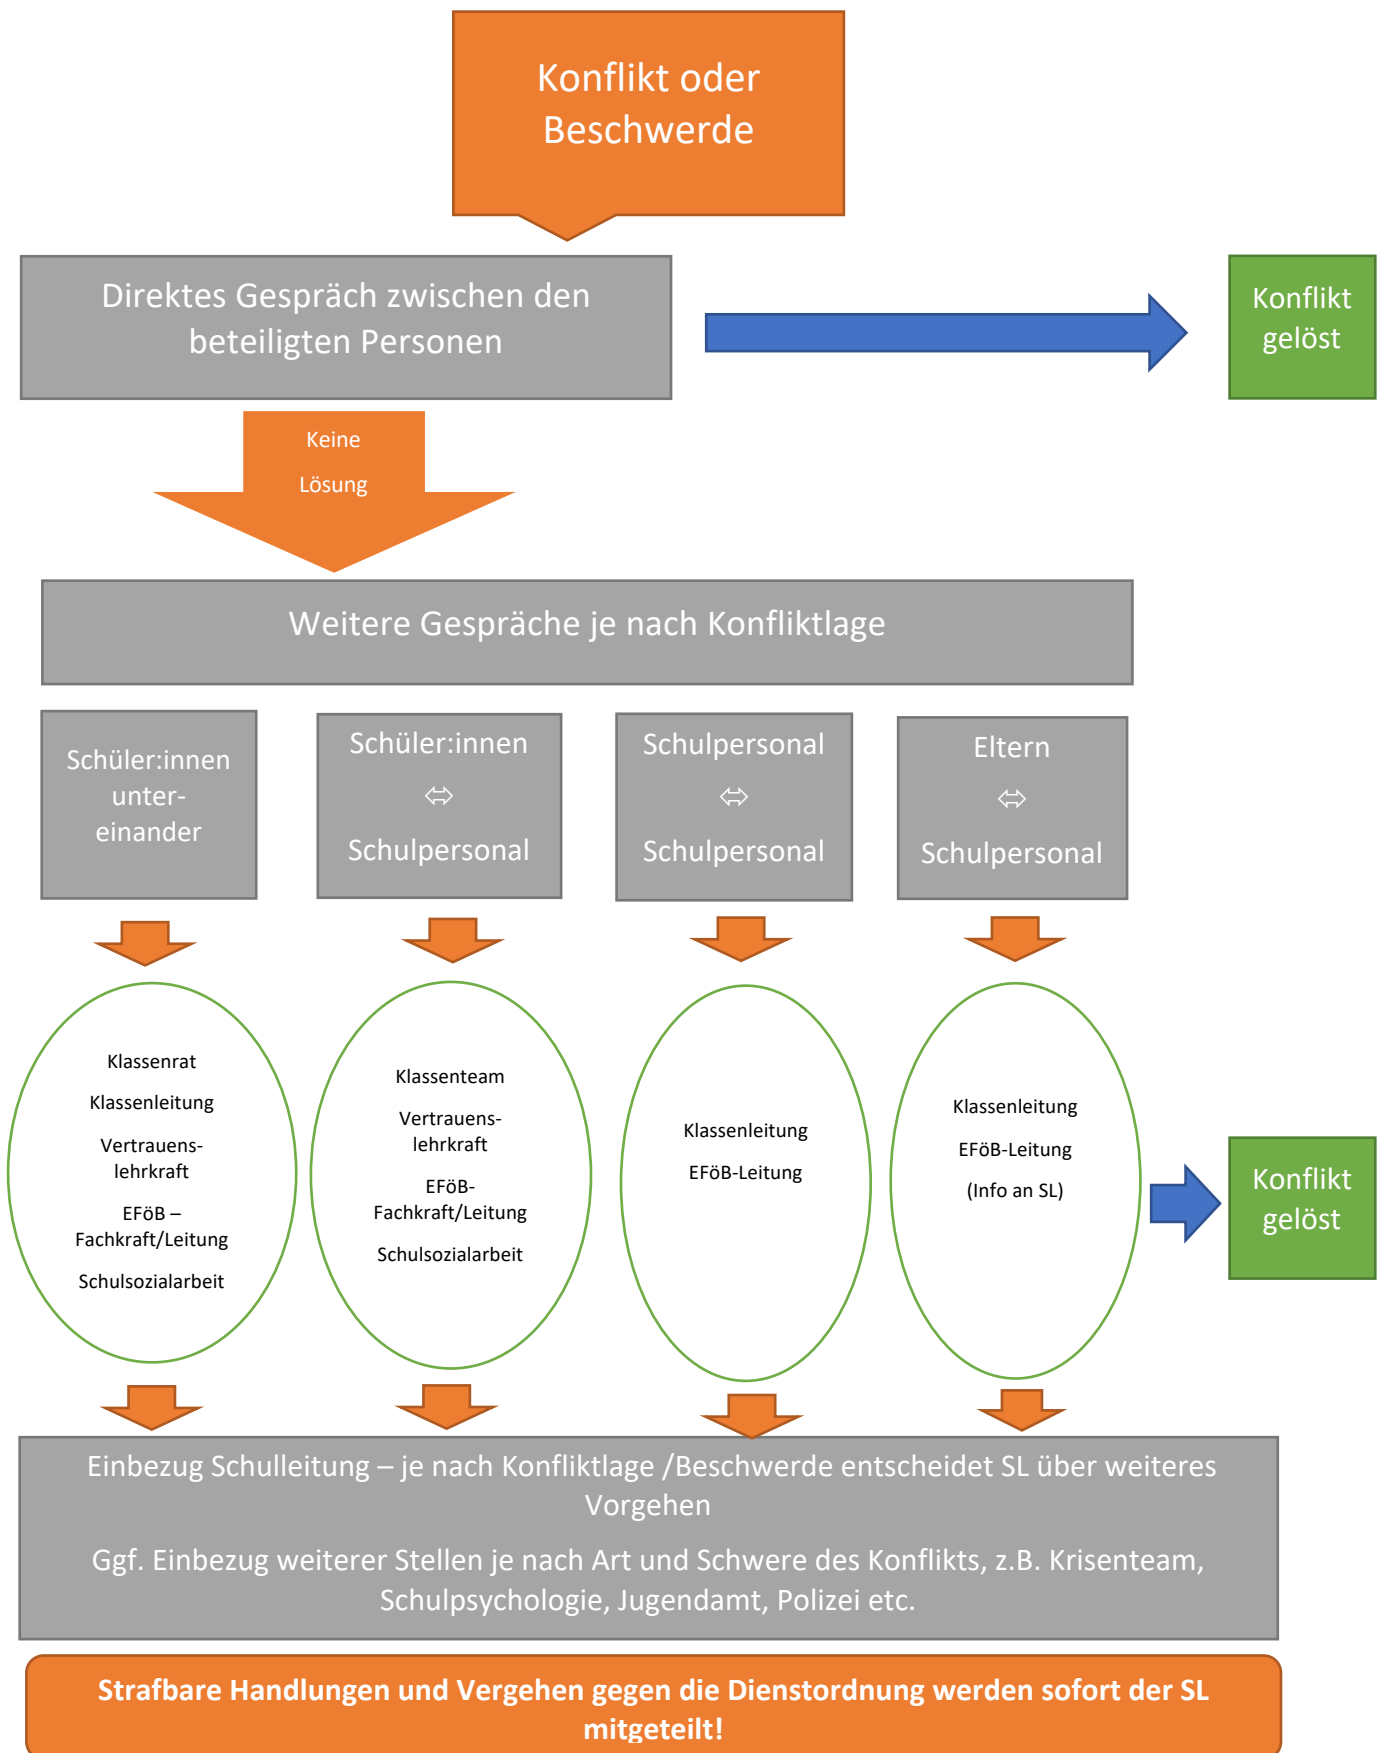 Konflikt oder
Beschwerde
Direktes Gespräch zwischen den
beteiligten Personen
Konflikt
gelöst
Keine
Lösung
Weitere Gespräche je nach Konfliktlage
Schüler:innen
unter-
einander
Schüler:innen
⬄
Schulpersonal
Schulpersonal
⬄
Schulpersonal
Eltern
⬄
Schulpersonal
Klassenrat
Klassenleitung
Vertrauens-
lehrkraft
EFöB –
Fachkraft/Leitung
Schulsozialarbeit
Klassenteam
Vertrauens-
lehrkraft
EFöB-
Fachkraft/Leitung
Schulsozialarbeit
Klassenleitung
EFöB-Leitung
Klassenleitung
EFöB-Leitung
(Info an SL)
Konflikt
gelöst
Einbezug Schulleitung – je nach Konfliktlage /Beschwerde entscheidet SL über weiteres
Vorgehen
Ggf. Einbezug weiterer Stellen je nach Art und Schwere des Konflikts, z.B. Krisenteam,
Schulpsychologie, Jugendamt, Polizei etc.
Strafbare Handlungen und Vergehen gegen die Dienstordnung werden sofort der SL
mitgeteilt!